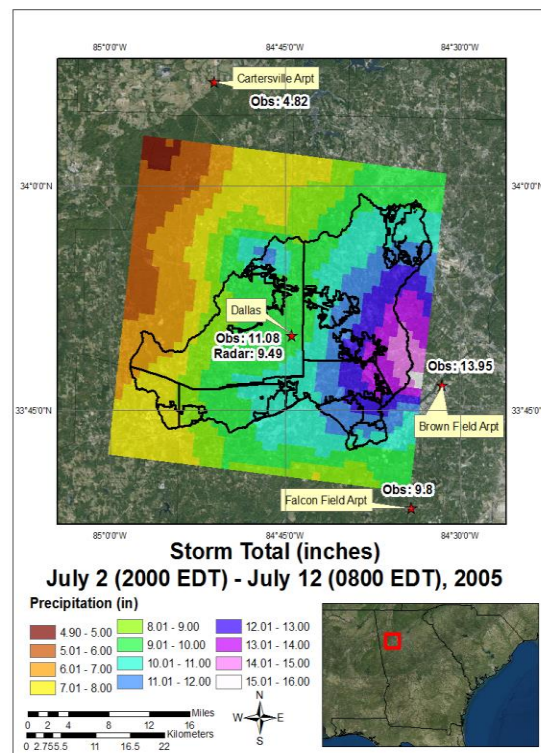 85°0'0"W 84°45'0"W 84°30'0"W
Cartersville Arpt
Obs: 4.82
34°0'0"N 34°0'0"N
Dallas
Obs: 11.08
Radar: 9.49
Obs: 13.95
33°45'0"N 33°45'0"N
Brown Field Arpt
Obs: 9.8
Falcon Field Arpt
85°0'0"W 84°45'0"W 84°30'0"W
Storm Total (inches)
July 2 (2000 EDT) - July 12 (0800 EDT), 2005
Precipitation (in)
4.90 - 5.00 8.01 - 9.00 12.01 - 13.00
5.01 - 6.00 9.01 - 10.00 13.01 - 14.00
6.01 - 7.00 10.01 - 11.00 14.01 - 15.00
7.01 - 8.00 11.01 - 12.00 15.01 - 16.00
Miles
0 2 4 8 12 16
Kilometers
0 2.75 5.5 11 16.5 22
N
W E
S